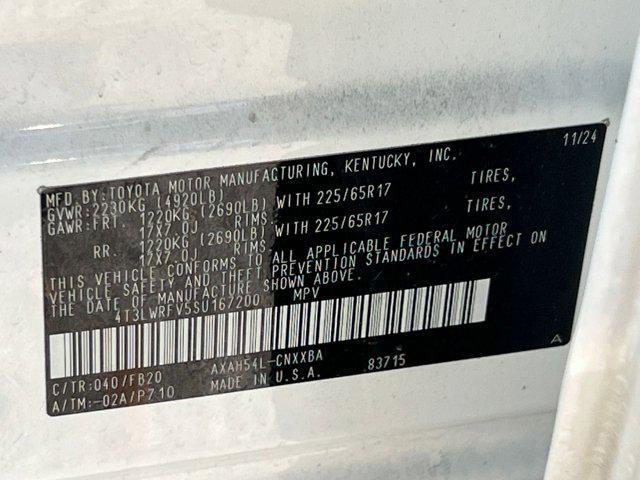 11/24
MFD.BY:TOYOTA MOTOR MANUFACTURING, KENTUCKY, INC.
GVWR:2230KG (4920LB)
GAWR:FRT. 1220KG (2690LB) WITH 225/65R17 TIRES,
17X7.0J RIMS
RR. 1220KG (2690LB) WITH 225/65R17 TIRES,
17X7.0J RIMS
THIS VEHICLE CONFORMS TO ALL APPLICABLE FEDERAL MOTOR
VEHICLE SAFETY AND THEFT PREVENTION STANDARDS IN EFFECT ON
THE DATE OF MANUFACTURE SHOWN ABOVE.
4T3LWRFV5SU167200 MPV
C/TR:040/FB20 AXAH54L-CNXXBA 83715 A
A/TM:-02A/P710 MADE IN U.S.A.